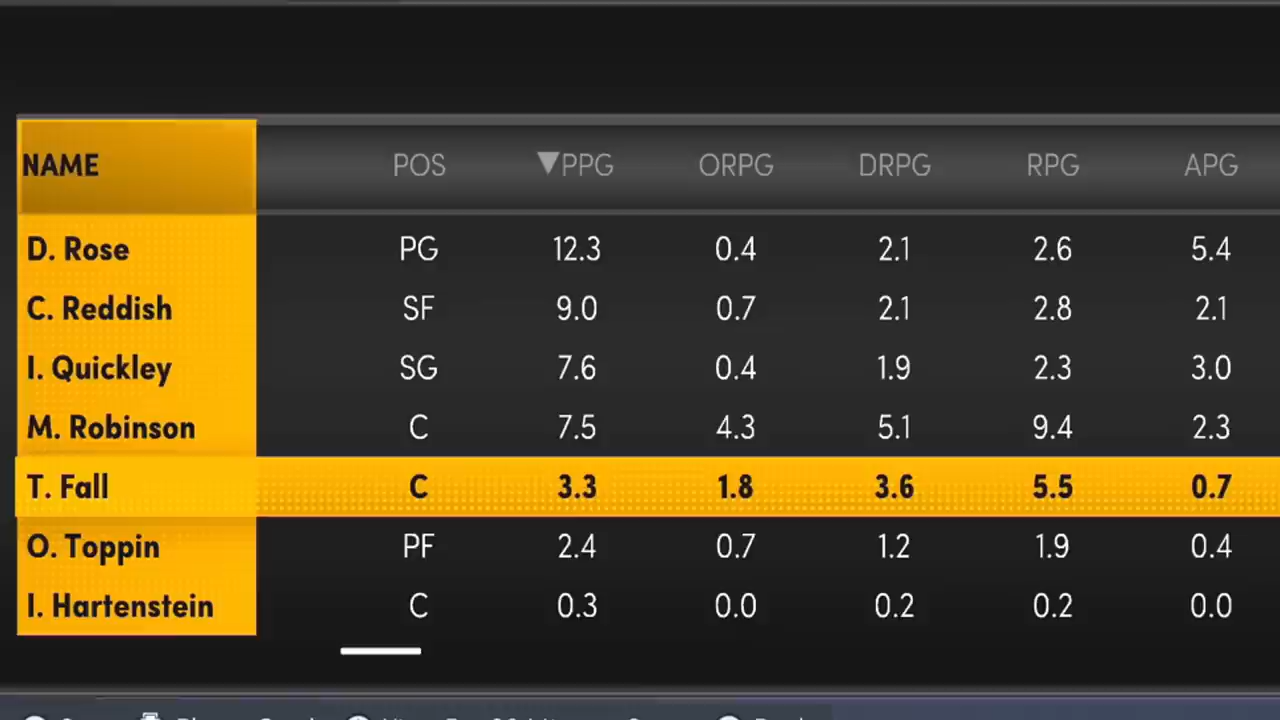 NAME POS ▼PPG ORPG DRPG RPG APG
D. Rose PG 12.3 0.4 2.1 2.6 5.4
C. Reddish SF 9.0 0.7 2.1 2.8 2.1
I. Quickley SG 7.6 0.4 1.9 2.3 3.0
M. Robinson C 7.5 4.3 5.1 9.4 2.3
T. Fall C 3.3 1.8 3.6 5.5 0.7
O. Toppin PF 2.4 0.7 1.2 1.9 0.4
I. Hartenstein C 0.3 0.0 0.2 0.2 0.0